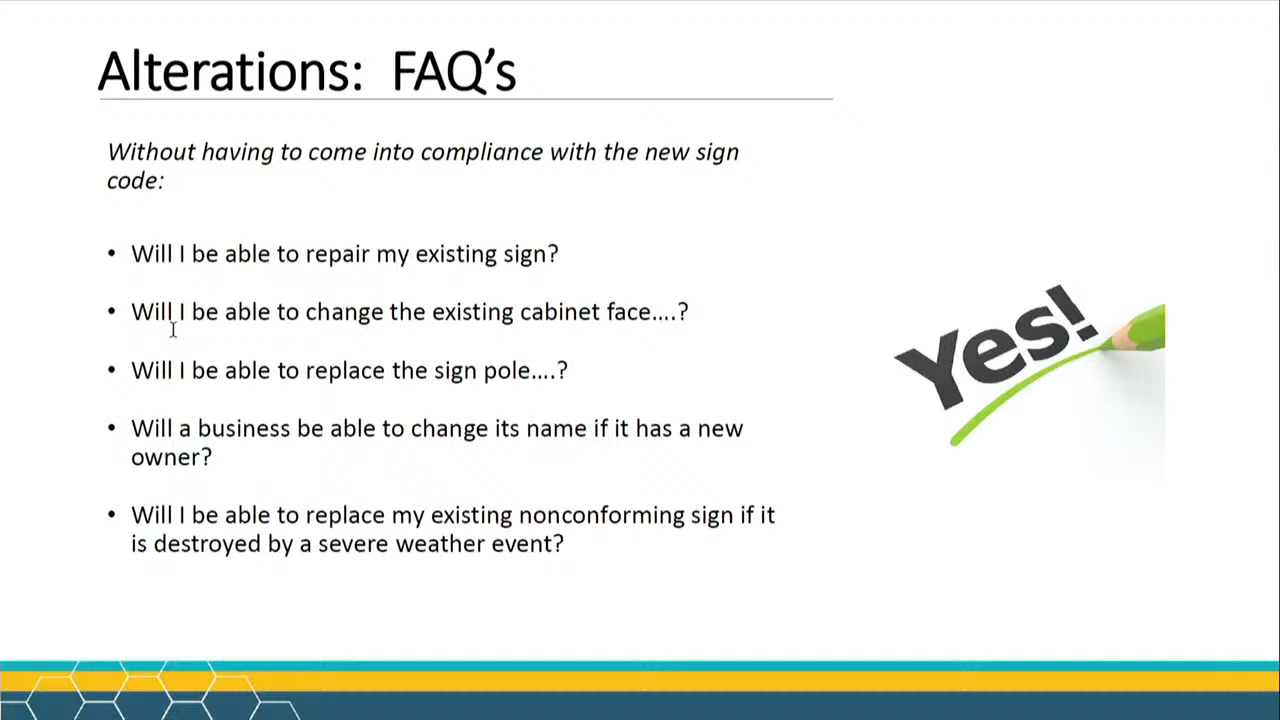 Alterations:  FAQ’s
Without having to come into compliance with the new sign
code:
• Will I be able to repair my existing sign?
• Will I be able to change the existing cabinet face....?
• Will I be able to replace the sign pole....?
• Will a business be able to change its name if it has a new
owner?
• Will I be able to replace my existing nonconforming sign if it
is destroyed by a severe weather event?
Yes!